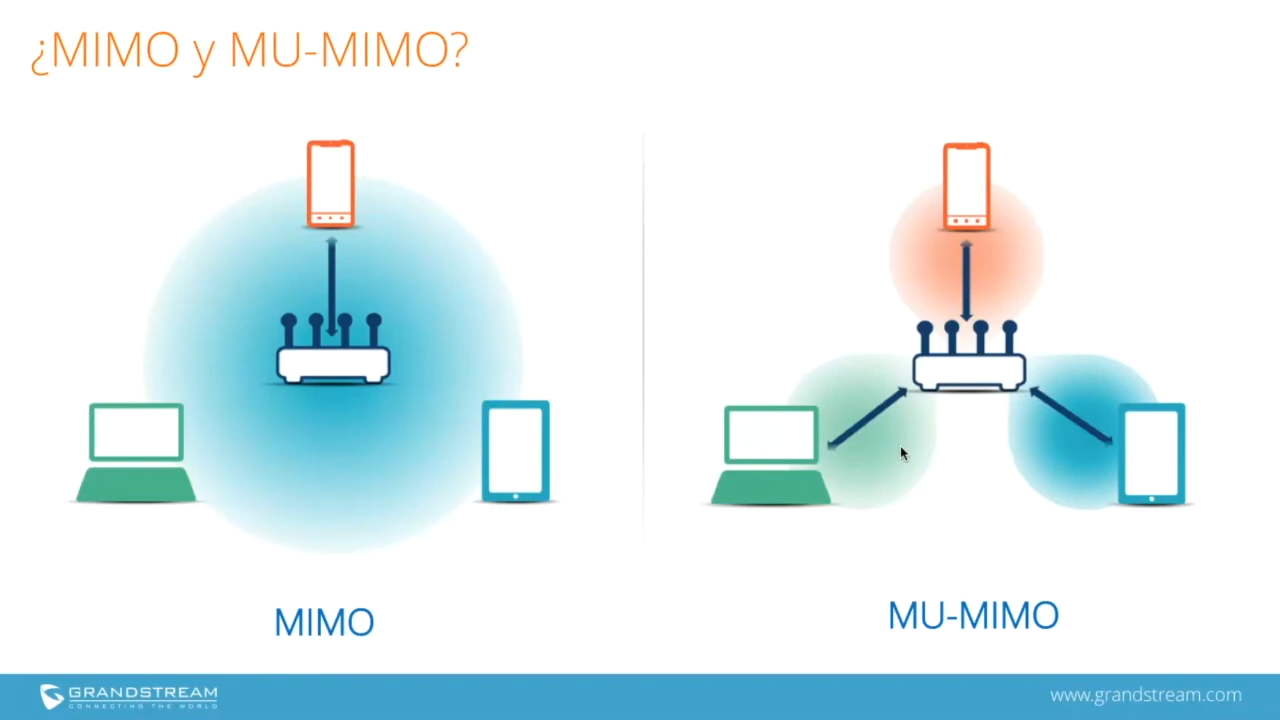 ¿MIMO y MU-MIMO?
MIMO
MU-MIMO
GRANDSTREAM
CONNECTING THE WORLD
www.grandstream.com